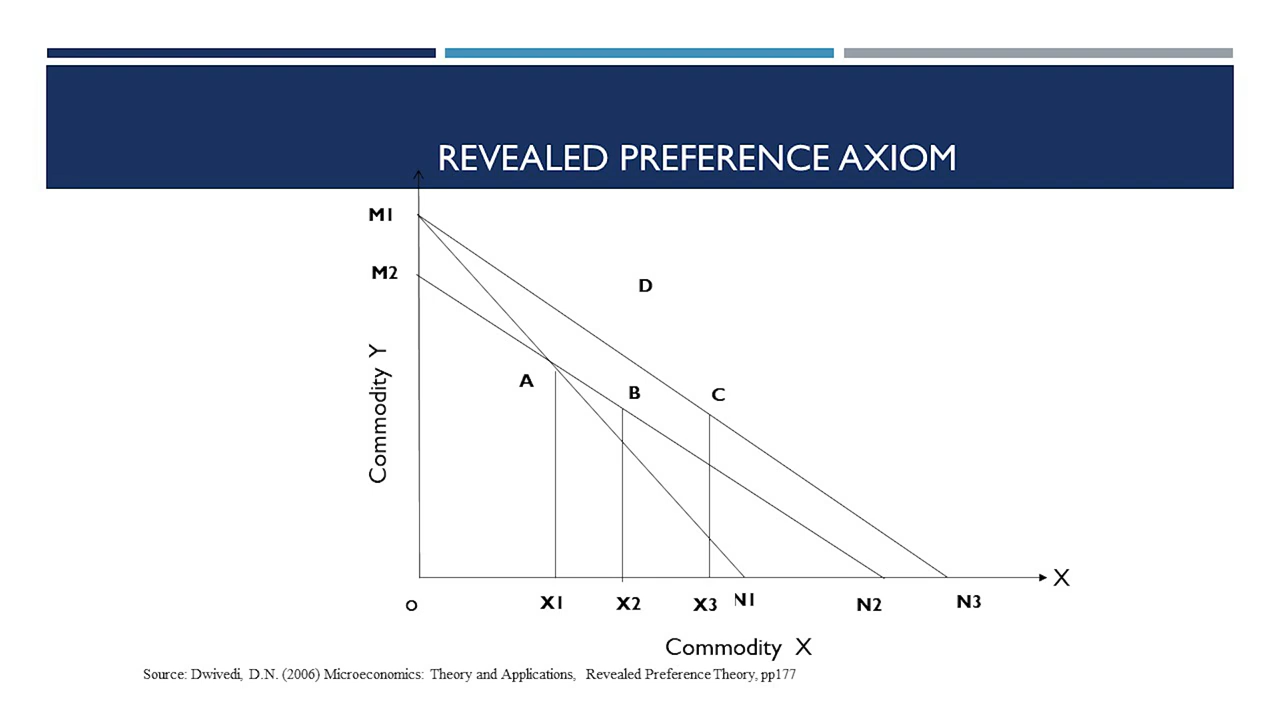 REVEALED PREFERENCE AXIOM
M1
M2
D
Commodity Y
A
B
C
X
O
X1
X2
X3
N1
N2
N3
Commodity X
Source: Dwivedi, D.N. (2006) Microeconomics: Theory and Applications, Revealed Preference Theory, pp177